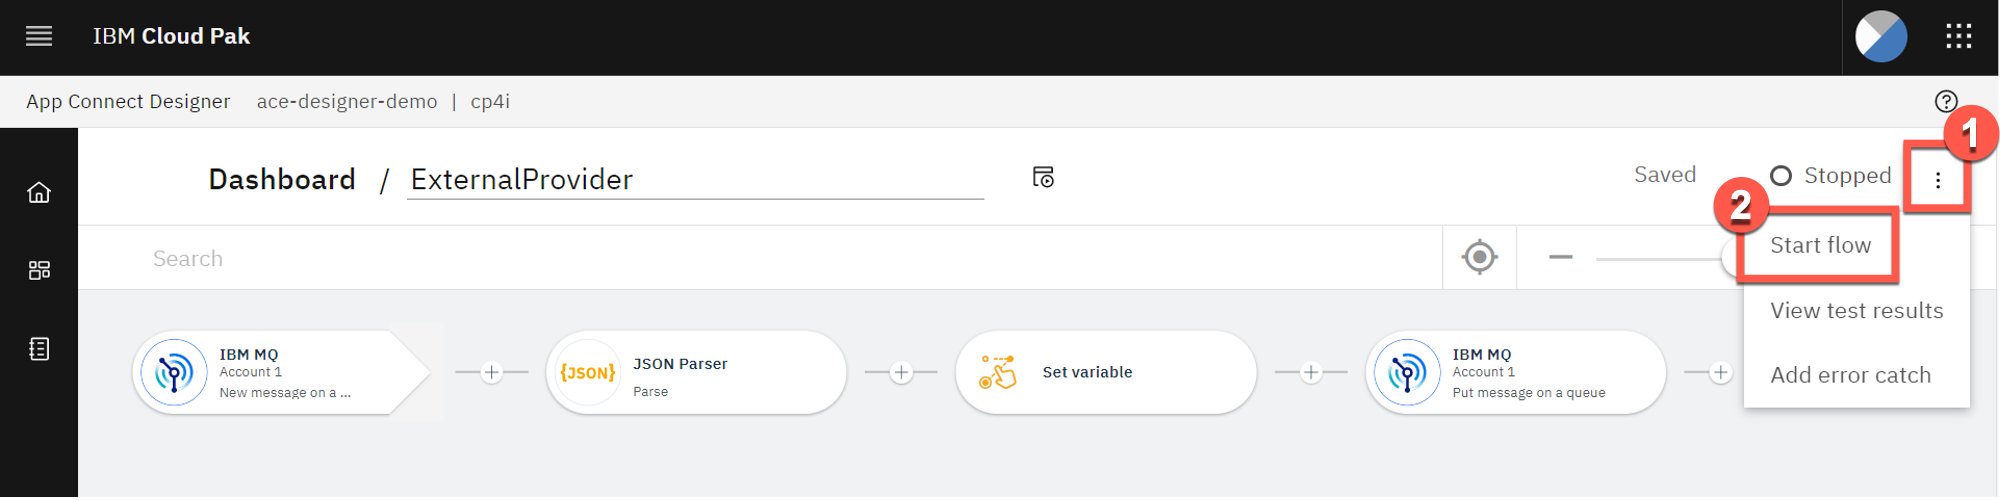 IBM Cloud Pak
App Connect Designer ace-designer-demo | cp4i
1
Dashboard / ExternalProvider
Saved
Stopped
2
Start flow
Search
View test results
Add error catch
IBM MQ
Account 1
New message on a ...
{JSON}
JSON Parser
Parse
Set variable
IBM MQ
Account 1
Put message on a queue